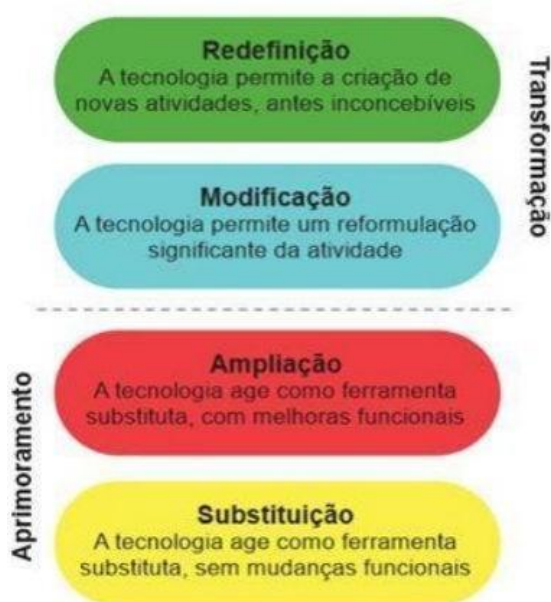 Redefinição
A tecnologia permite a criação de
novas atividades, antes inconcebíveis
Transformação
Modificação
A tecnologia permite um reformulação
significante da atividade
Aprimoramento
Ampliação
A tecnologia age como ferramenta
substituta, com melhoras funcionais
Substituição
A tecnologia age como ferramenta
substituta, sem mudanças funcionais